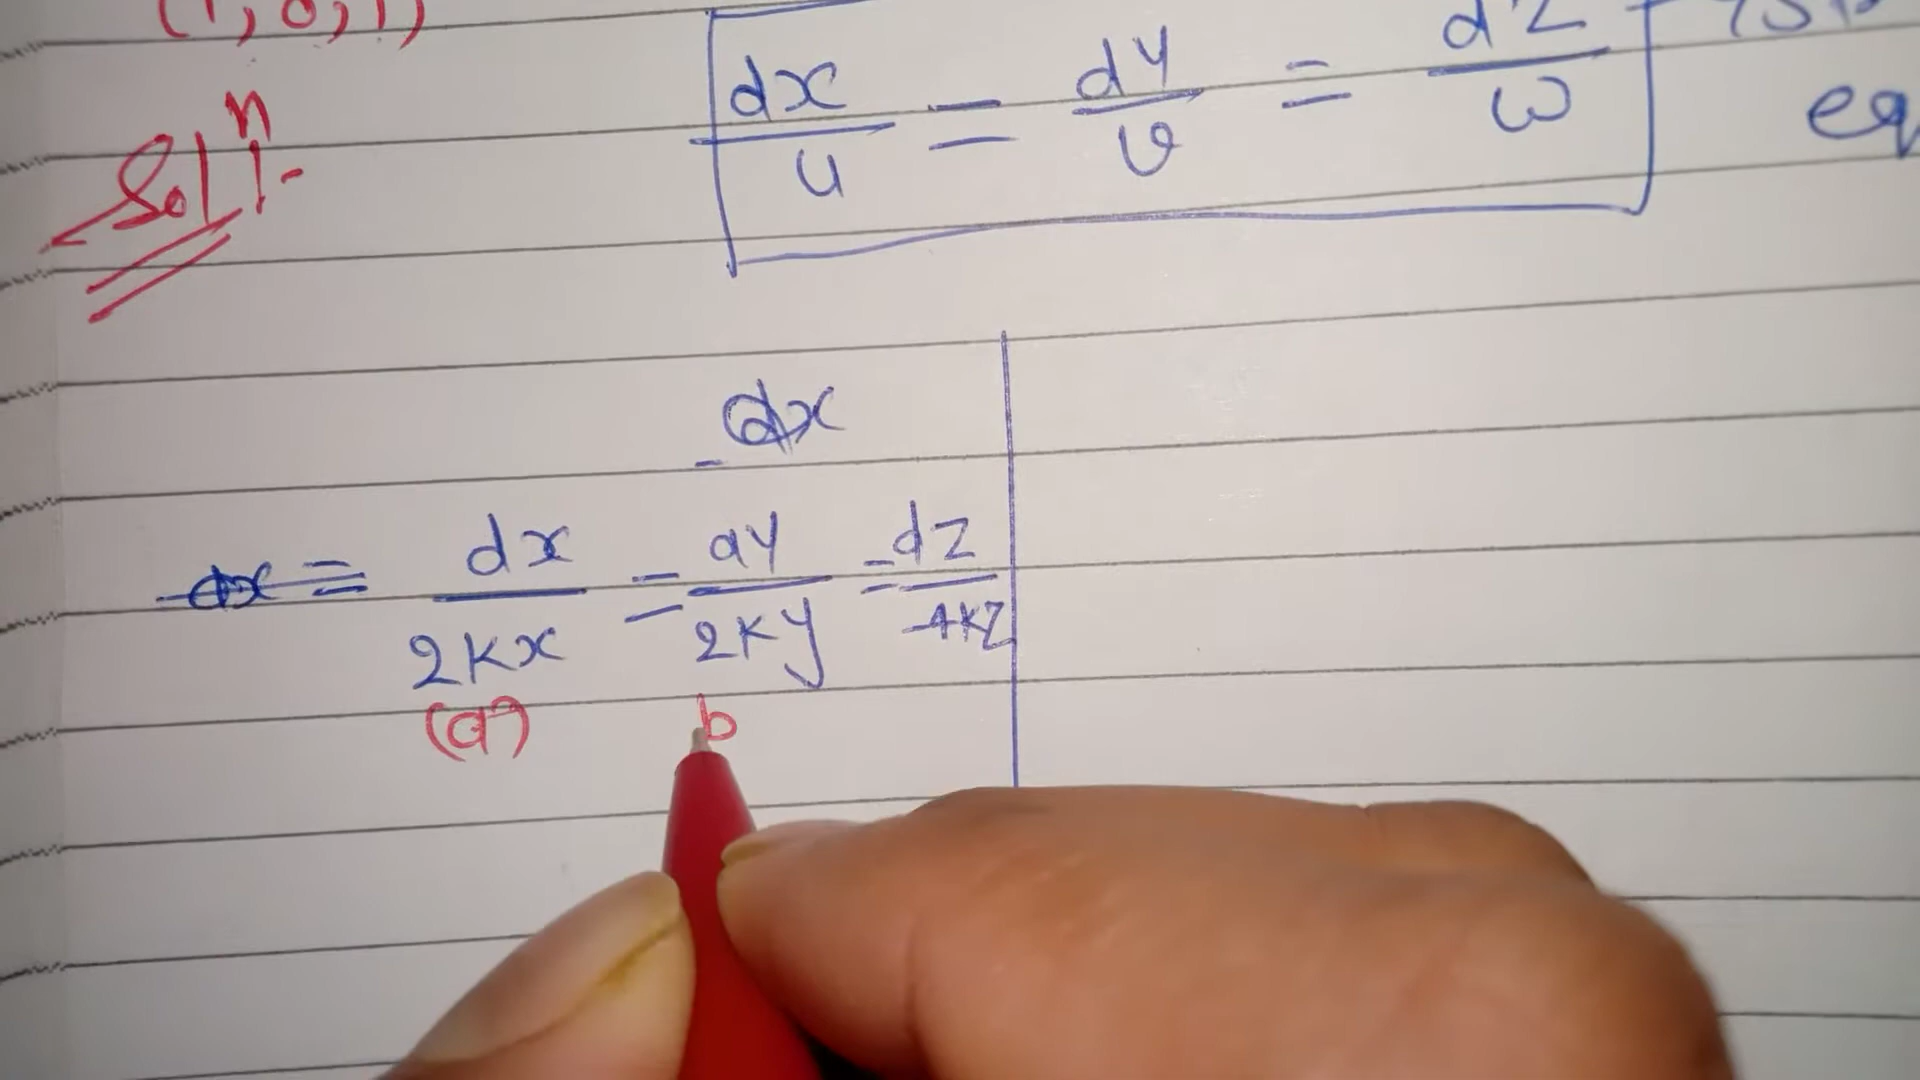 (1, 0, 1)
dx/u = dy/v = dz/w
Solⁿ:-
dx
dx = dx/2kx = ay/2ky = dz/-4kz
(a) b